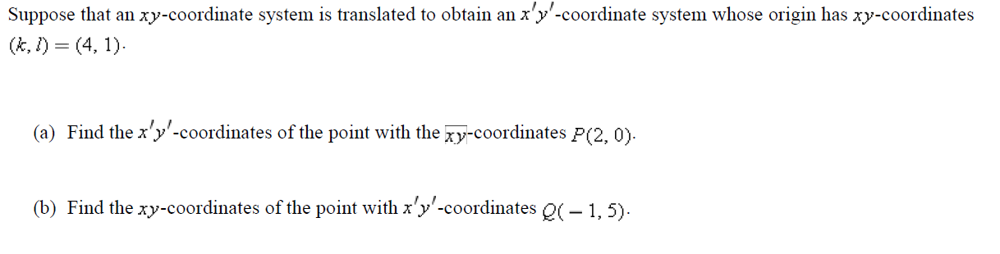 Suppose that an xy-coordinate system is translated to obtain an x'y'-coordinate system whose origin has xy-coordinates
(k, l) = (4, 1).
(a) Find the x'y'-coordinates of the point with the xy-coordinates P(2, 0).
(b) Find the xy-coordinates of the point with x'y'-coordinates Q( − 1, 5).